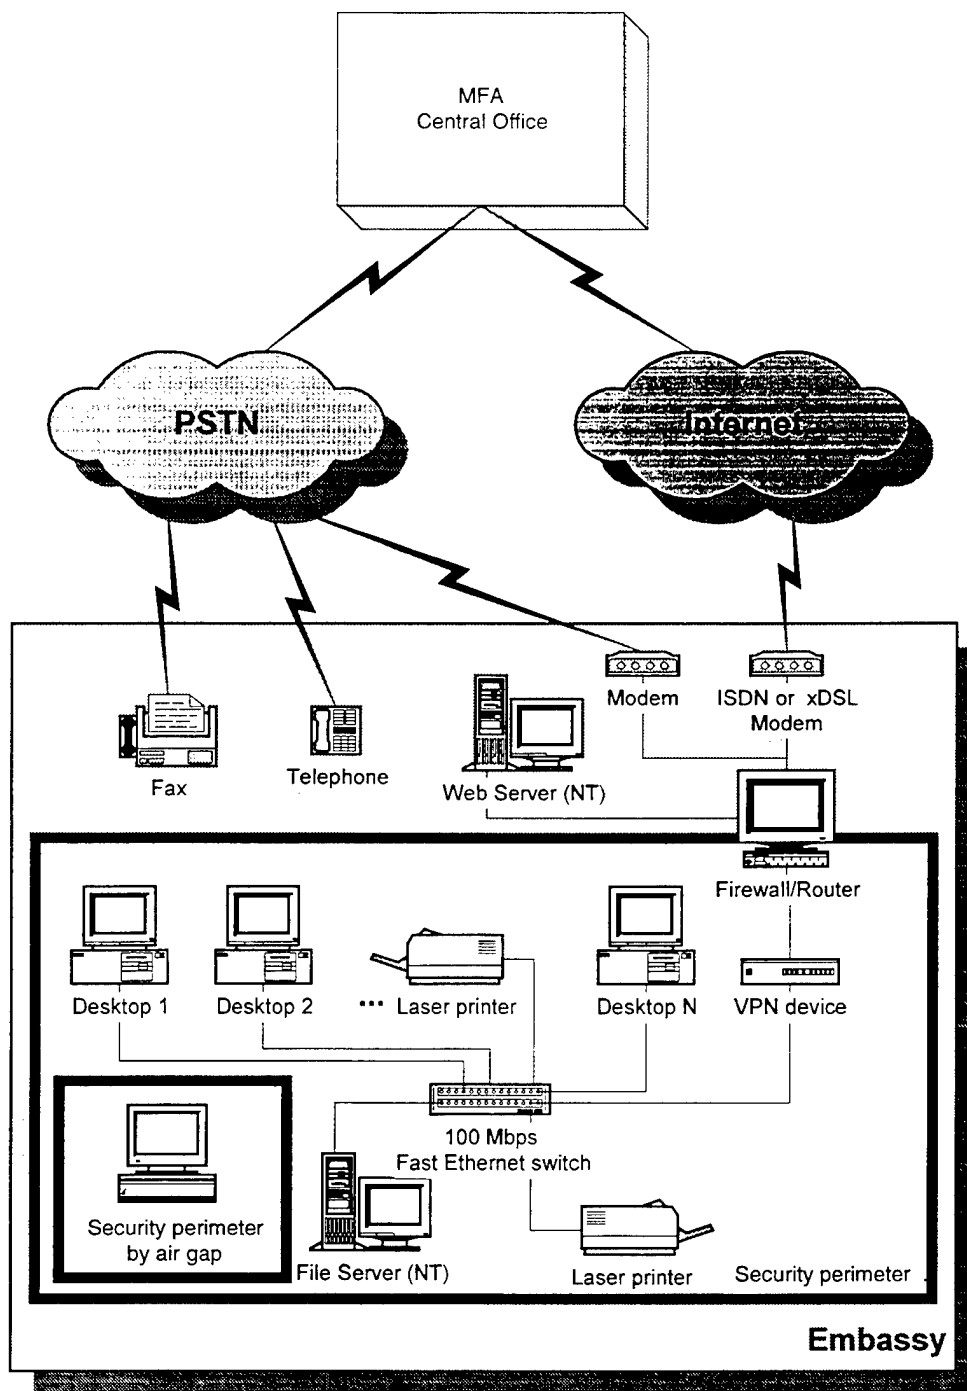 MFA
Central Office
PSTN
Internet
Modem
ISDN or xDSL
Modem
Fax
Telephone
Web Server (NT)
Firewall/Router
Desktop 1
Desktop 2
... Laser printer
Desktop N
VPN device
100 Mbps
Fast Ethernet switch
Security perimeter
by air gap
File Server (NT)
Laser printer
Security perimeter
Embassy